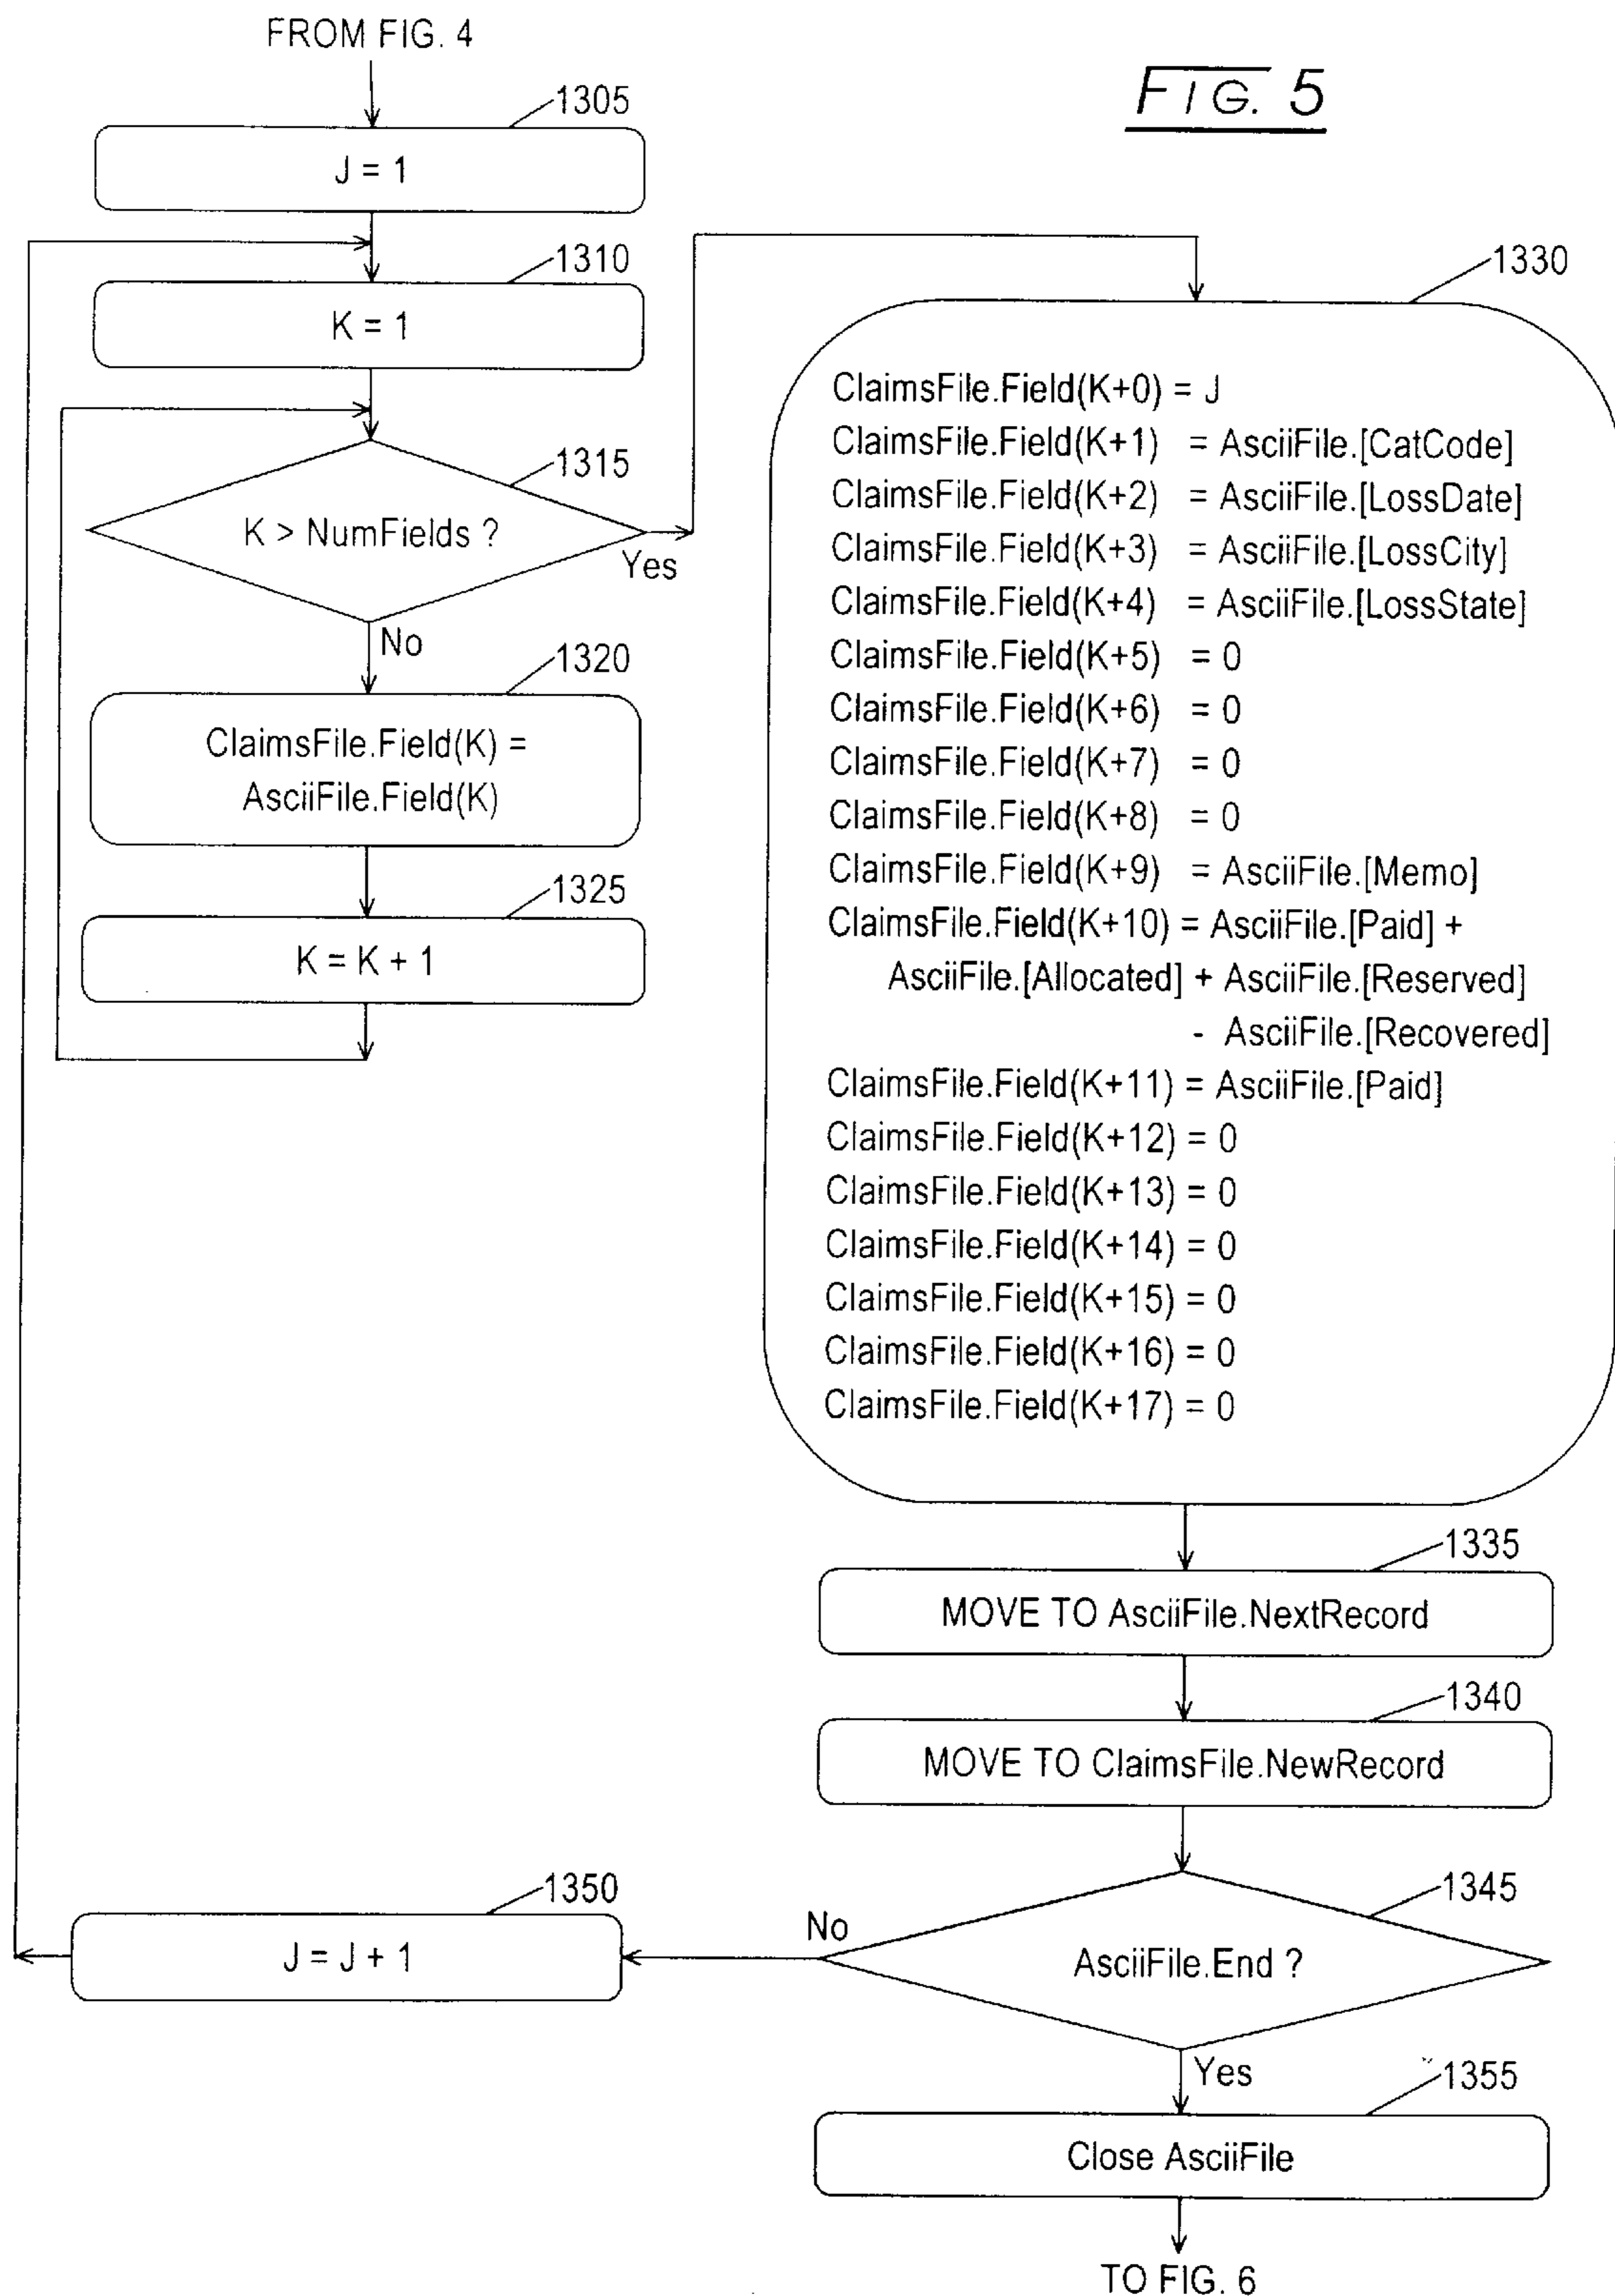 FROM FIG. 4
FIG. 5
1305
J = 1
1310
K = 1
1315
K > NumFields ?
Yes
No
1320
ClaimsFile.Field(K) =
AsciiFile.Field(K)
1325
K = K + 1
1330
ClaimsFile.Field(K+0) = J
ClaimsFile.Field(K+1) = AsciiFile.[CatCode]
ClaimsFile.Field(K+2) = AsciiFile.[LossDate]
ClaimsFile.Field(K+3) = AsciiFile.[LossCity]
ClaimsFile.Field(K+4) = AsciiFile.[LossState]
ClaimsFile.Field(K+5) = 0
ClaimsFile.Field(K+6) = 0
ClaimsFile.Field(K+7) = 0
ClaimsFile.Field(K+8) = 0
ClaimsFile.Field(K+9) = AsciiFile.[Memo]
ClaimsFile.Field(K+10) = AsciiFile.[Paid] +
AsciiFile.[Allocated] + AsciiFile.[Reserved]
- AsciiFile.[Recovered]
ClaimsFile.Field(K+11) = AsciiFile.[Paid]
ClaimsFile.Field(K+12) = 0
ClaimsFile.Field(K+13) = 0
ClaimsFile.Field(K+14) = 0
ClaimsFile.Field(K+15) = 0
ClaimsFile.Field(K+16) = 0
ClaimsFile.Field(K+17) = 0
1335
MOVE TO AsciiFile.NextRecord
1340
MOVE TO ClaimsFile.NewRecord
1345
AsciiFile.End ?
No
1350
J = J + 1
Yes
1355
Close AsciiFile
TO FIG. 6